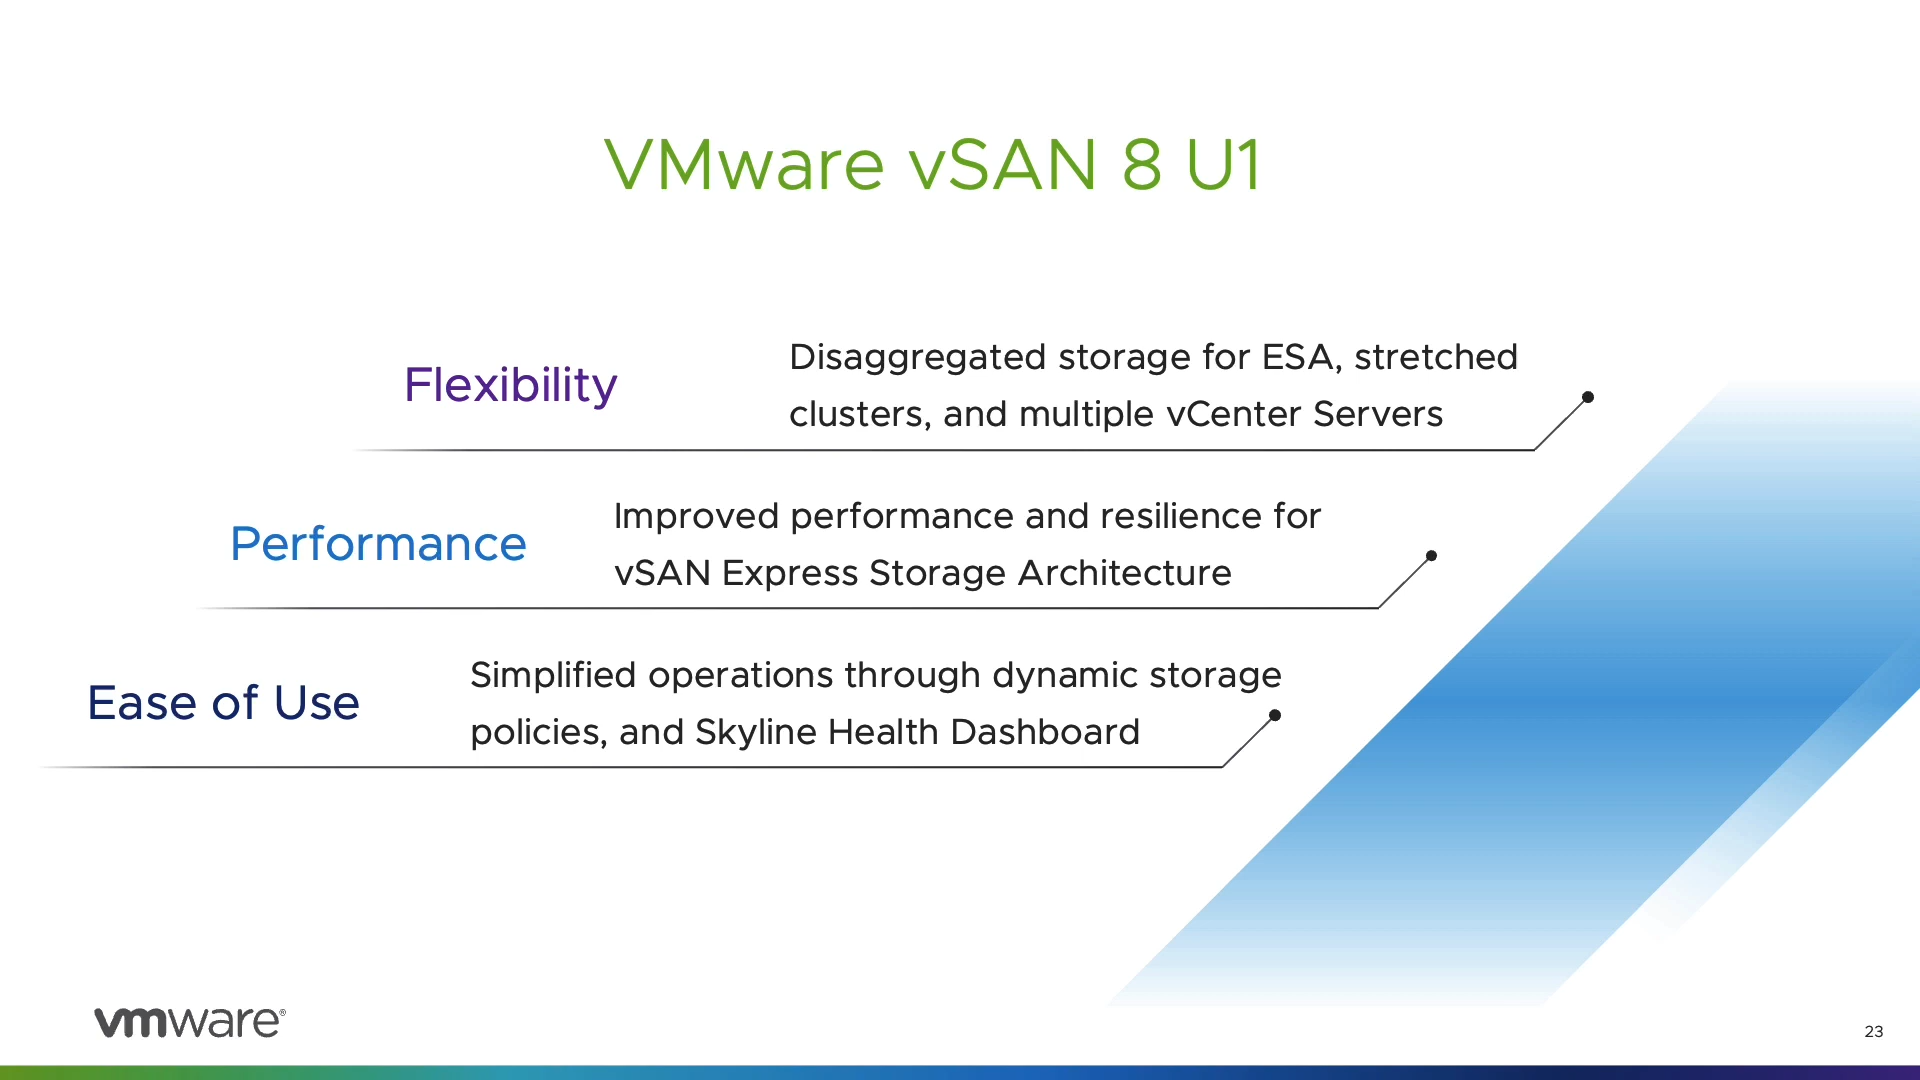 VMware vSAN 8 U1
Flexibility
Disaggregated storage for ESA, stretched
clusters, and multiple vCenter Servers
Performance
Improved performance and resilience for
vSAN Express Storage Architecture
Ease of Use
Simplified operations through dynamic storage
policies, and Skyline Health Dashboard
vmware®
23